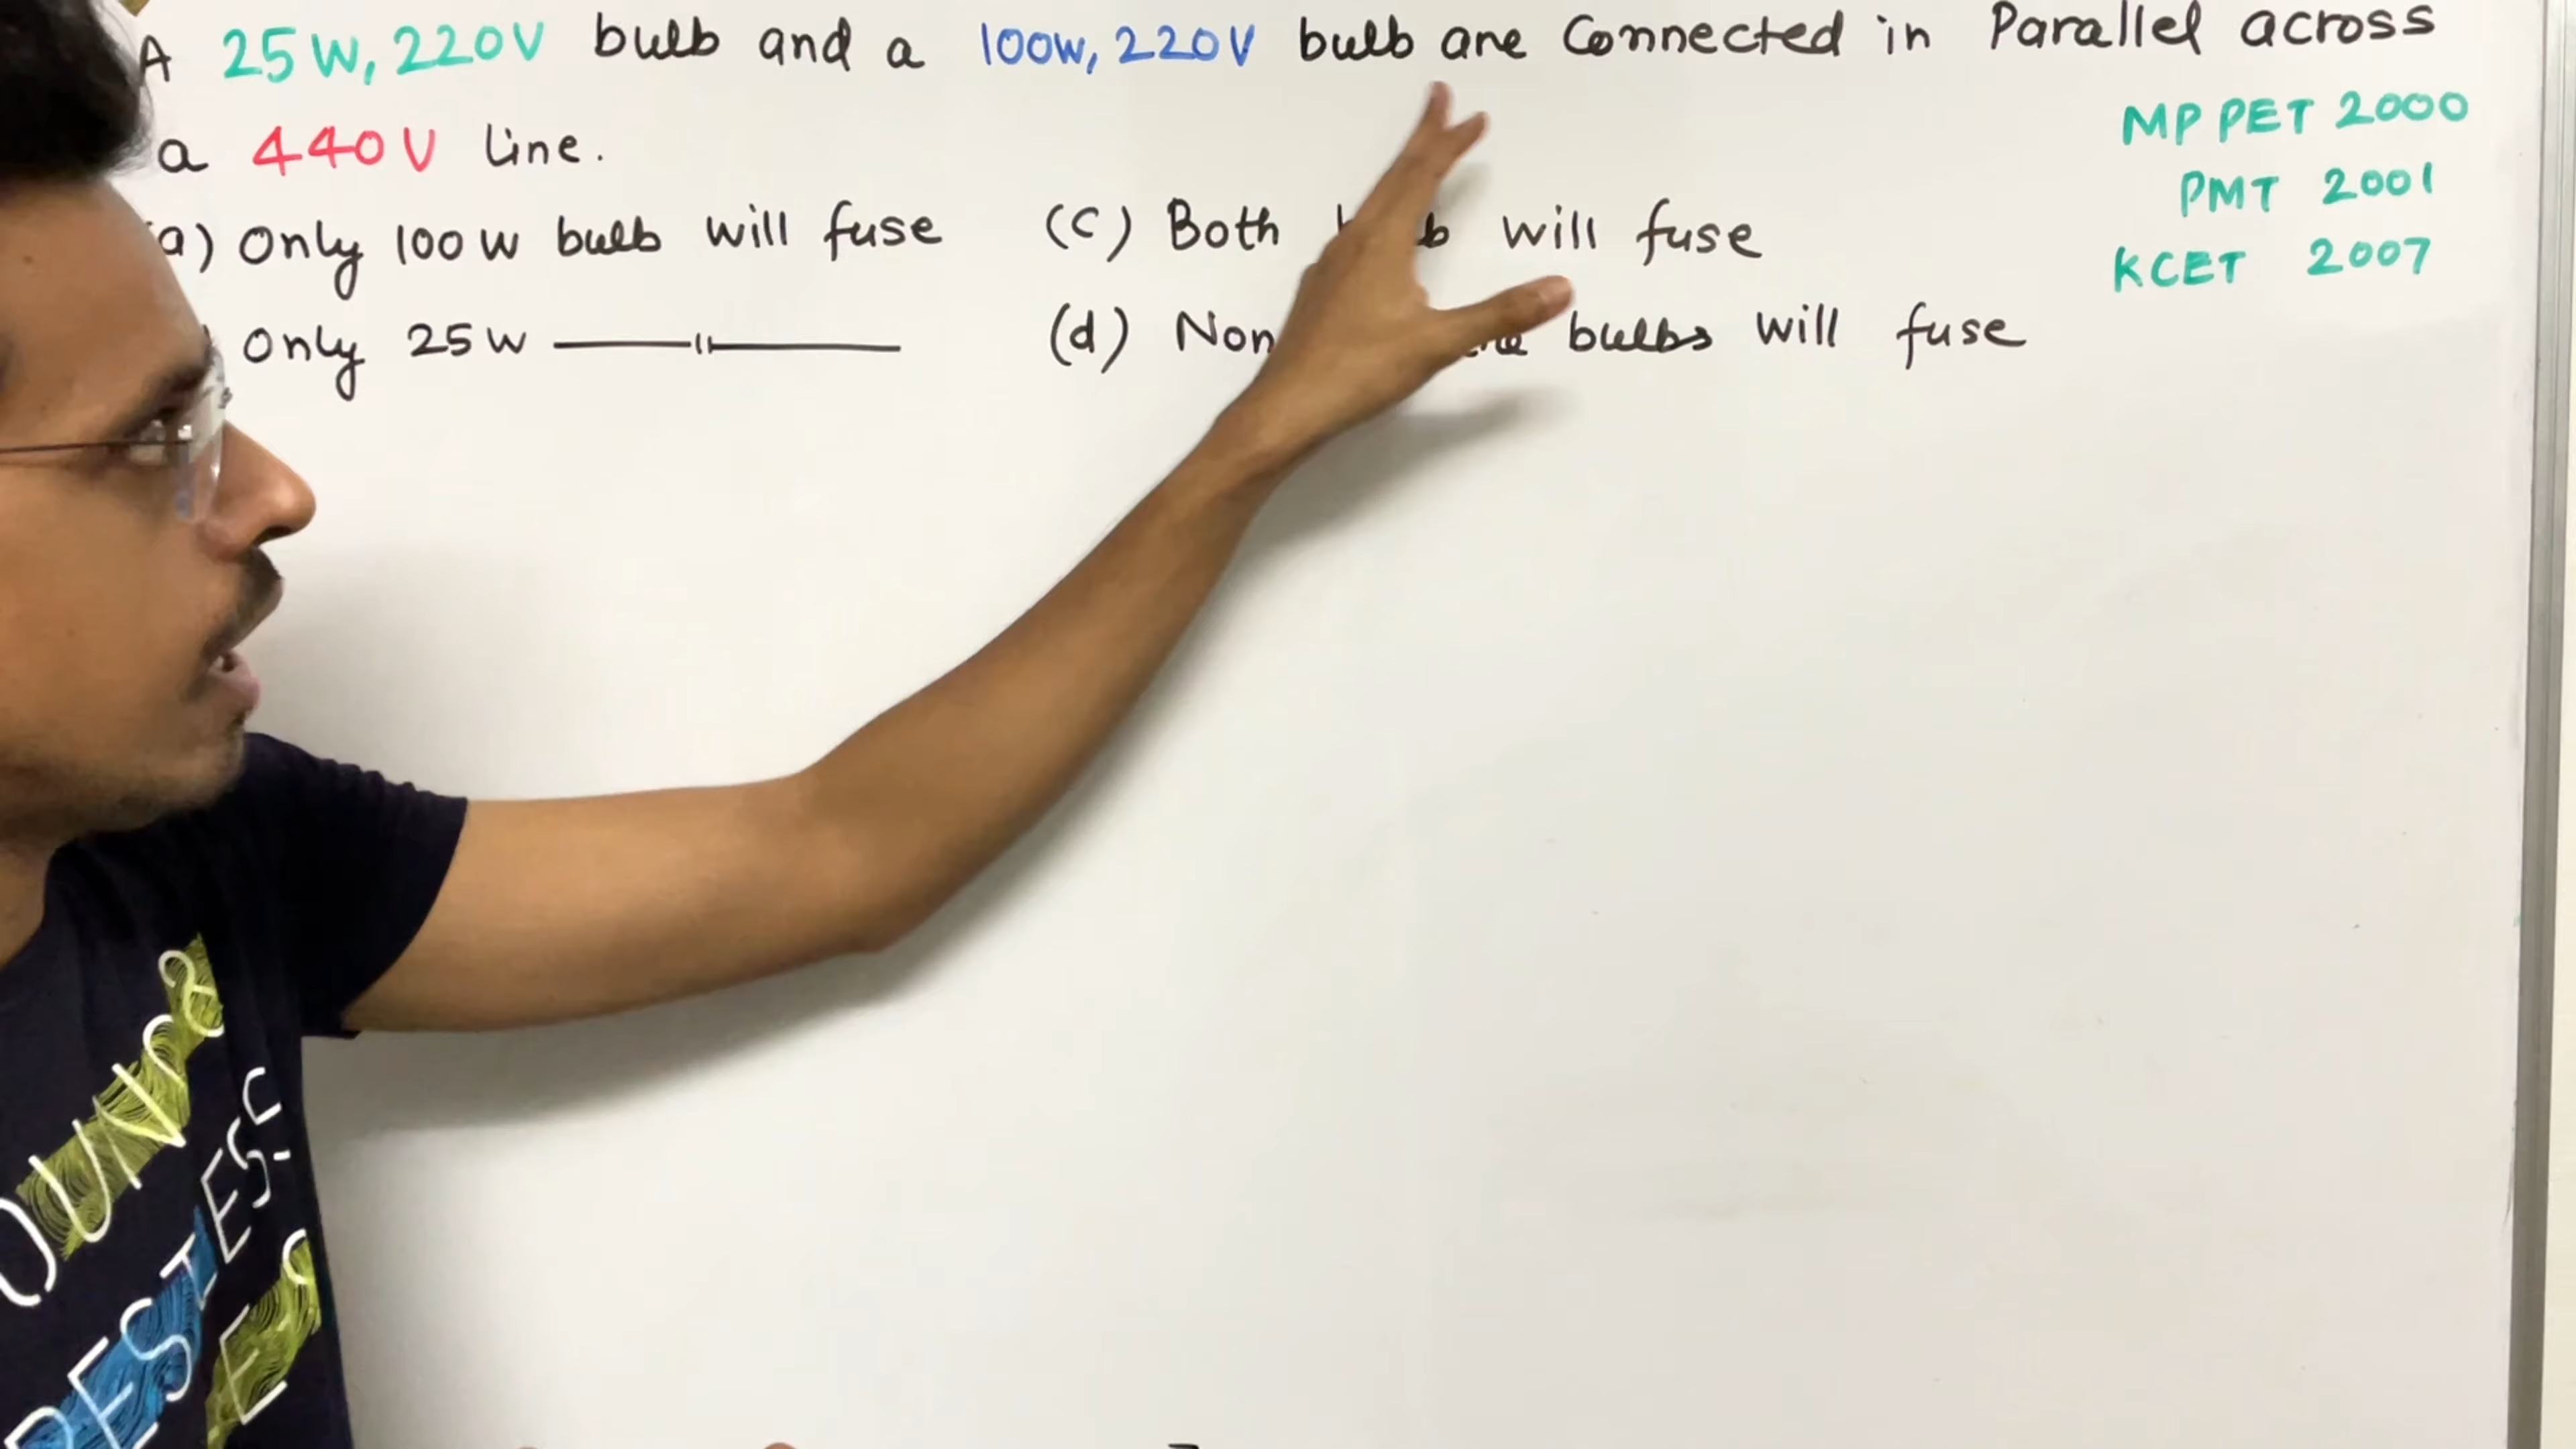 A 25W, 220V bulb and a 100W, 220V bulb are Connected in Parallel across
a 440V Line.
MP PET 2000
PMT 2001
KCET 2007
a) Only 100W bulb will fuse
(C) Both will fuse
Only 25W ——"——
(d) bulbs will fuse